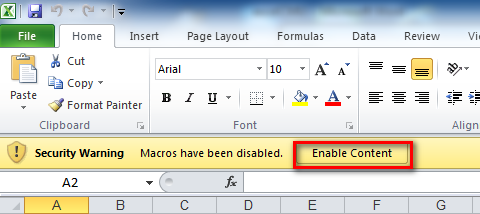 File Home Insert Page Layout Formulas Data Review
Paste
Cut
Copy
Format Painter
Clipboard
Arial 10 A A
B I U A
Font
Align
Security Warning Macros have been disabled. Enable Content
A2 fx
A B C D E F G H